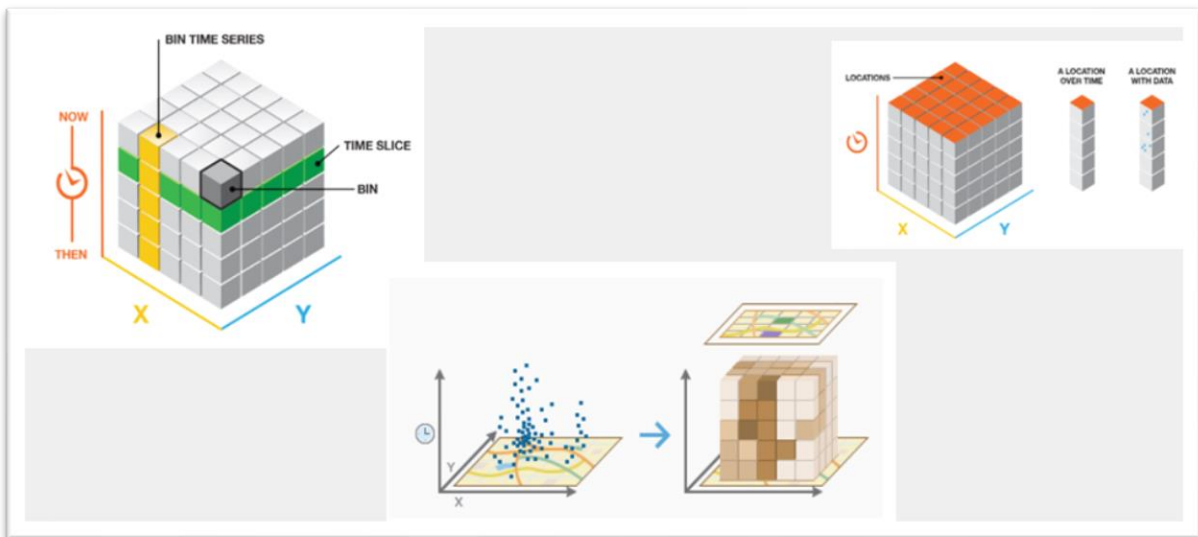 BIN TIME SERIES
NOW
TIME SLICE
BIN
THEN
X
Y
LOCATIONS
A LOCATION
OVER TIME
A LOCATION
WITH DATA
X
Y
Y
X